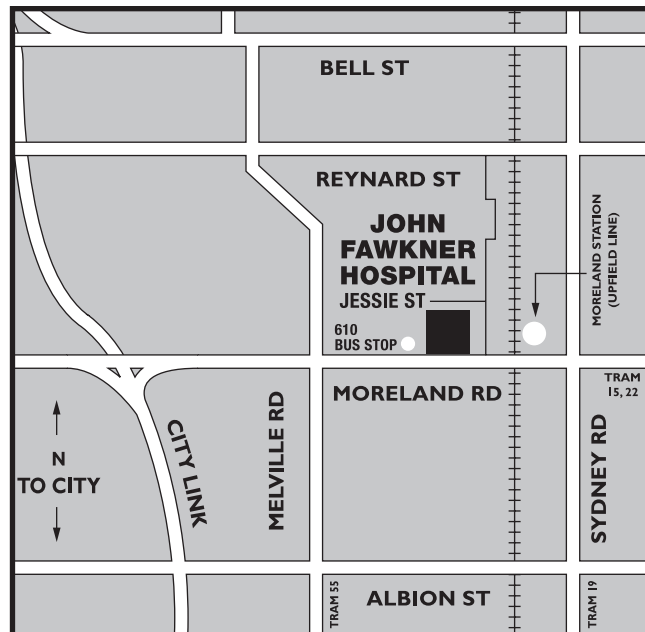 BELL ST
REYNARD ST
JOHN
FAWKNER
HOSPITAL
JESSIE ST
610
BUS STOP
MORELAND STATION
(UPFIELD LINE)
MORELAND RD
TRAM
15, 22
CITY LINK
MELVILLE RD
SYDNEY RD
N
TO CITY
TRAM 55
ALBION ST
TRAM 19